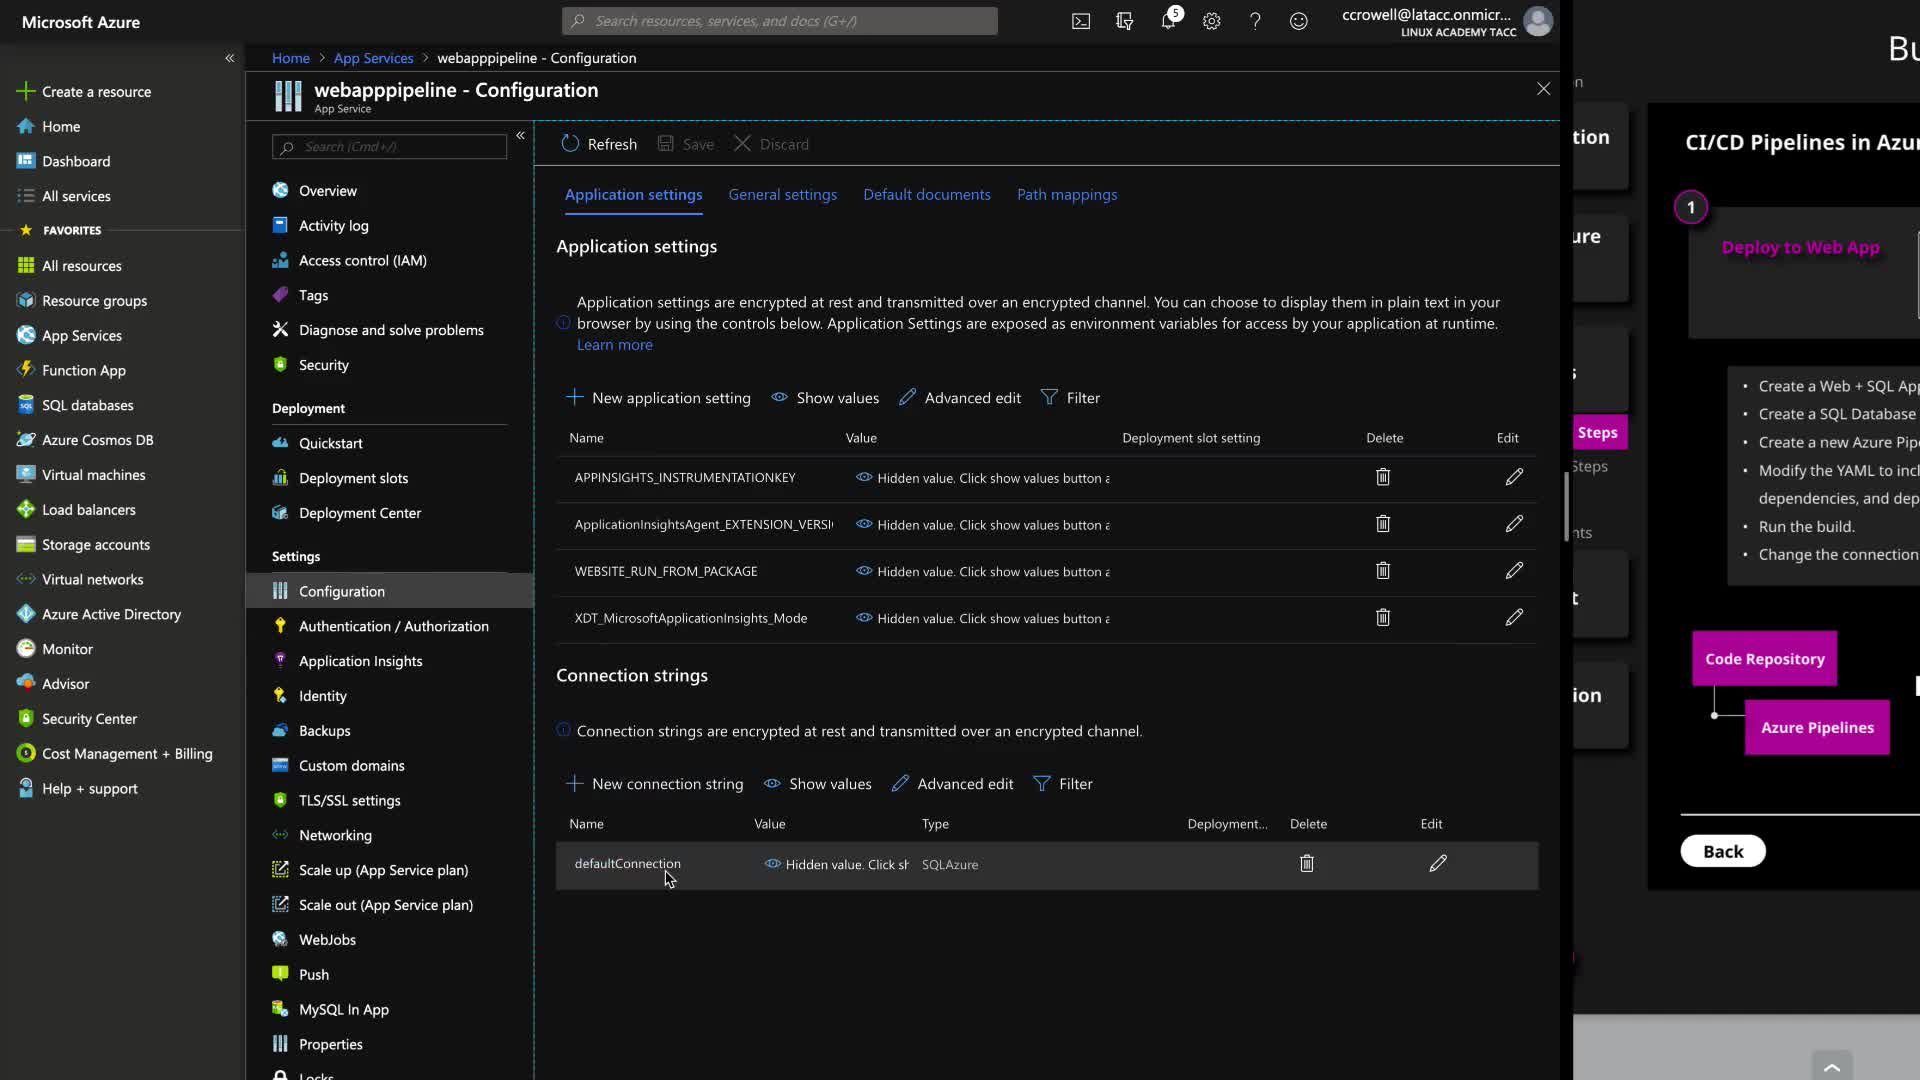 Microsoft Azure
Search resources, services, and docs (G+/)
5
ccrowell@latacc.onmicr...
LINUX ACADEMY TACC
Home > App Services > webapppipeline - Configuration
webapppipeline - Configuration
App Service
Create a resource
Home
Dashboard
All services
FAVORITES
All resources
Resource groups
App Services
Function App
SQL databases
Azure Cosmos DB
Virtual machines
Load balancers
Storage accounts
Virtual networks
Azure Active Directory
Monitor
Advisor
Security Center
Cost Management + Billing
Help + support
Search (Cmd+/)
Overview
Activity log
Access control (IAM)
Tags
Diagnose and solve problems
Security
Deployment
Quickstart
Deployment slots
Deployment Center
Settings
Configuration
Authentication / Authorization
Application Insights
Identity
Backups
Custom domains
TLS/SSL settings
Networking
Scale up (App Service plan)
Scale out (App Service plan)
WebJobs
Push
MySQL In App
Properties
Locks
Refresh Save Discard
Application settings General settings Default documents Path mappings
Application settings
Application settings are encrypted at rest and transmitted over an encrypted channel. You can choose to display them in plain text in your
browser by using the controls below. Application Settings are exposed as environment variables for access by your application at runtime.
Learn more
New application setting Show values Advanced edit Filter
Name Value Deployment slot setting Delete Edit
APPINSIGHTS_INSTRUMENTATIONKEY Hidden value. Click show values button a
ApplicationInsightsAgent_EXTENSION_VERSI Hidden value. Click show values button a
WEBSITE_RUN_FROM_PACKAGE Hidden value. Click show values button a
XDT_MicrosoftApplicationInsights_Mode Hidden value. Click show values button a
Connection strings
Connection strings are encrypted at rest and transmitted over an encrypted channel.
New connection string Show values Advanced edit Filter
Name Value Type Deployment... Delete Edit
defaultConnection Hidden value. Click sh SQLAzure
Bu
n
tion
ure
s
Steps
Steps
nts
t
ion
CI/CD Pipelines in Azur
1
Deploy to Web App
• Create a Web + SQL App
• Create a SQL Database
• Create a new Azure Pipe
• Modify the YAML to incl
dependencies, and dep
• Run the build.
• Change the connection
Code Repository
Azure Pipelines
Back